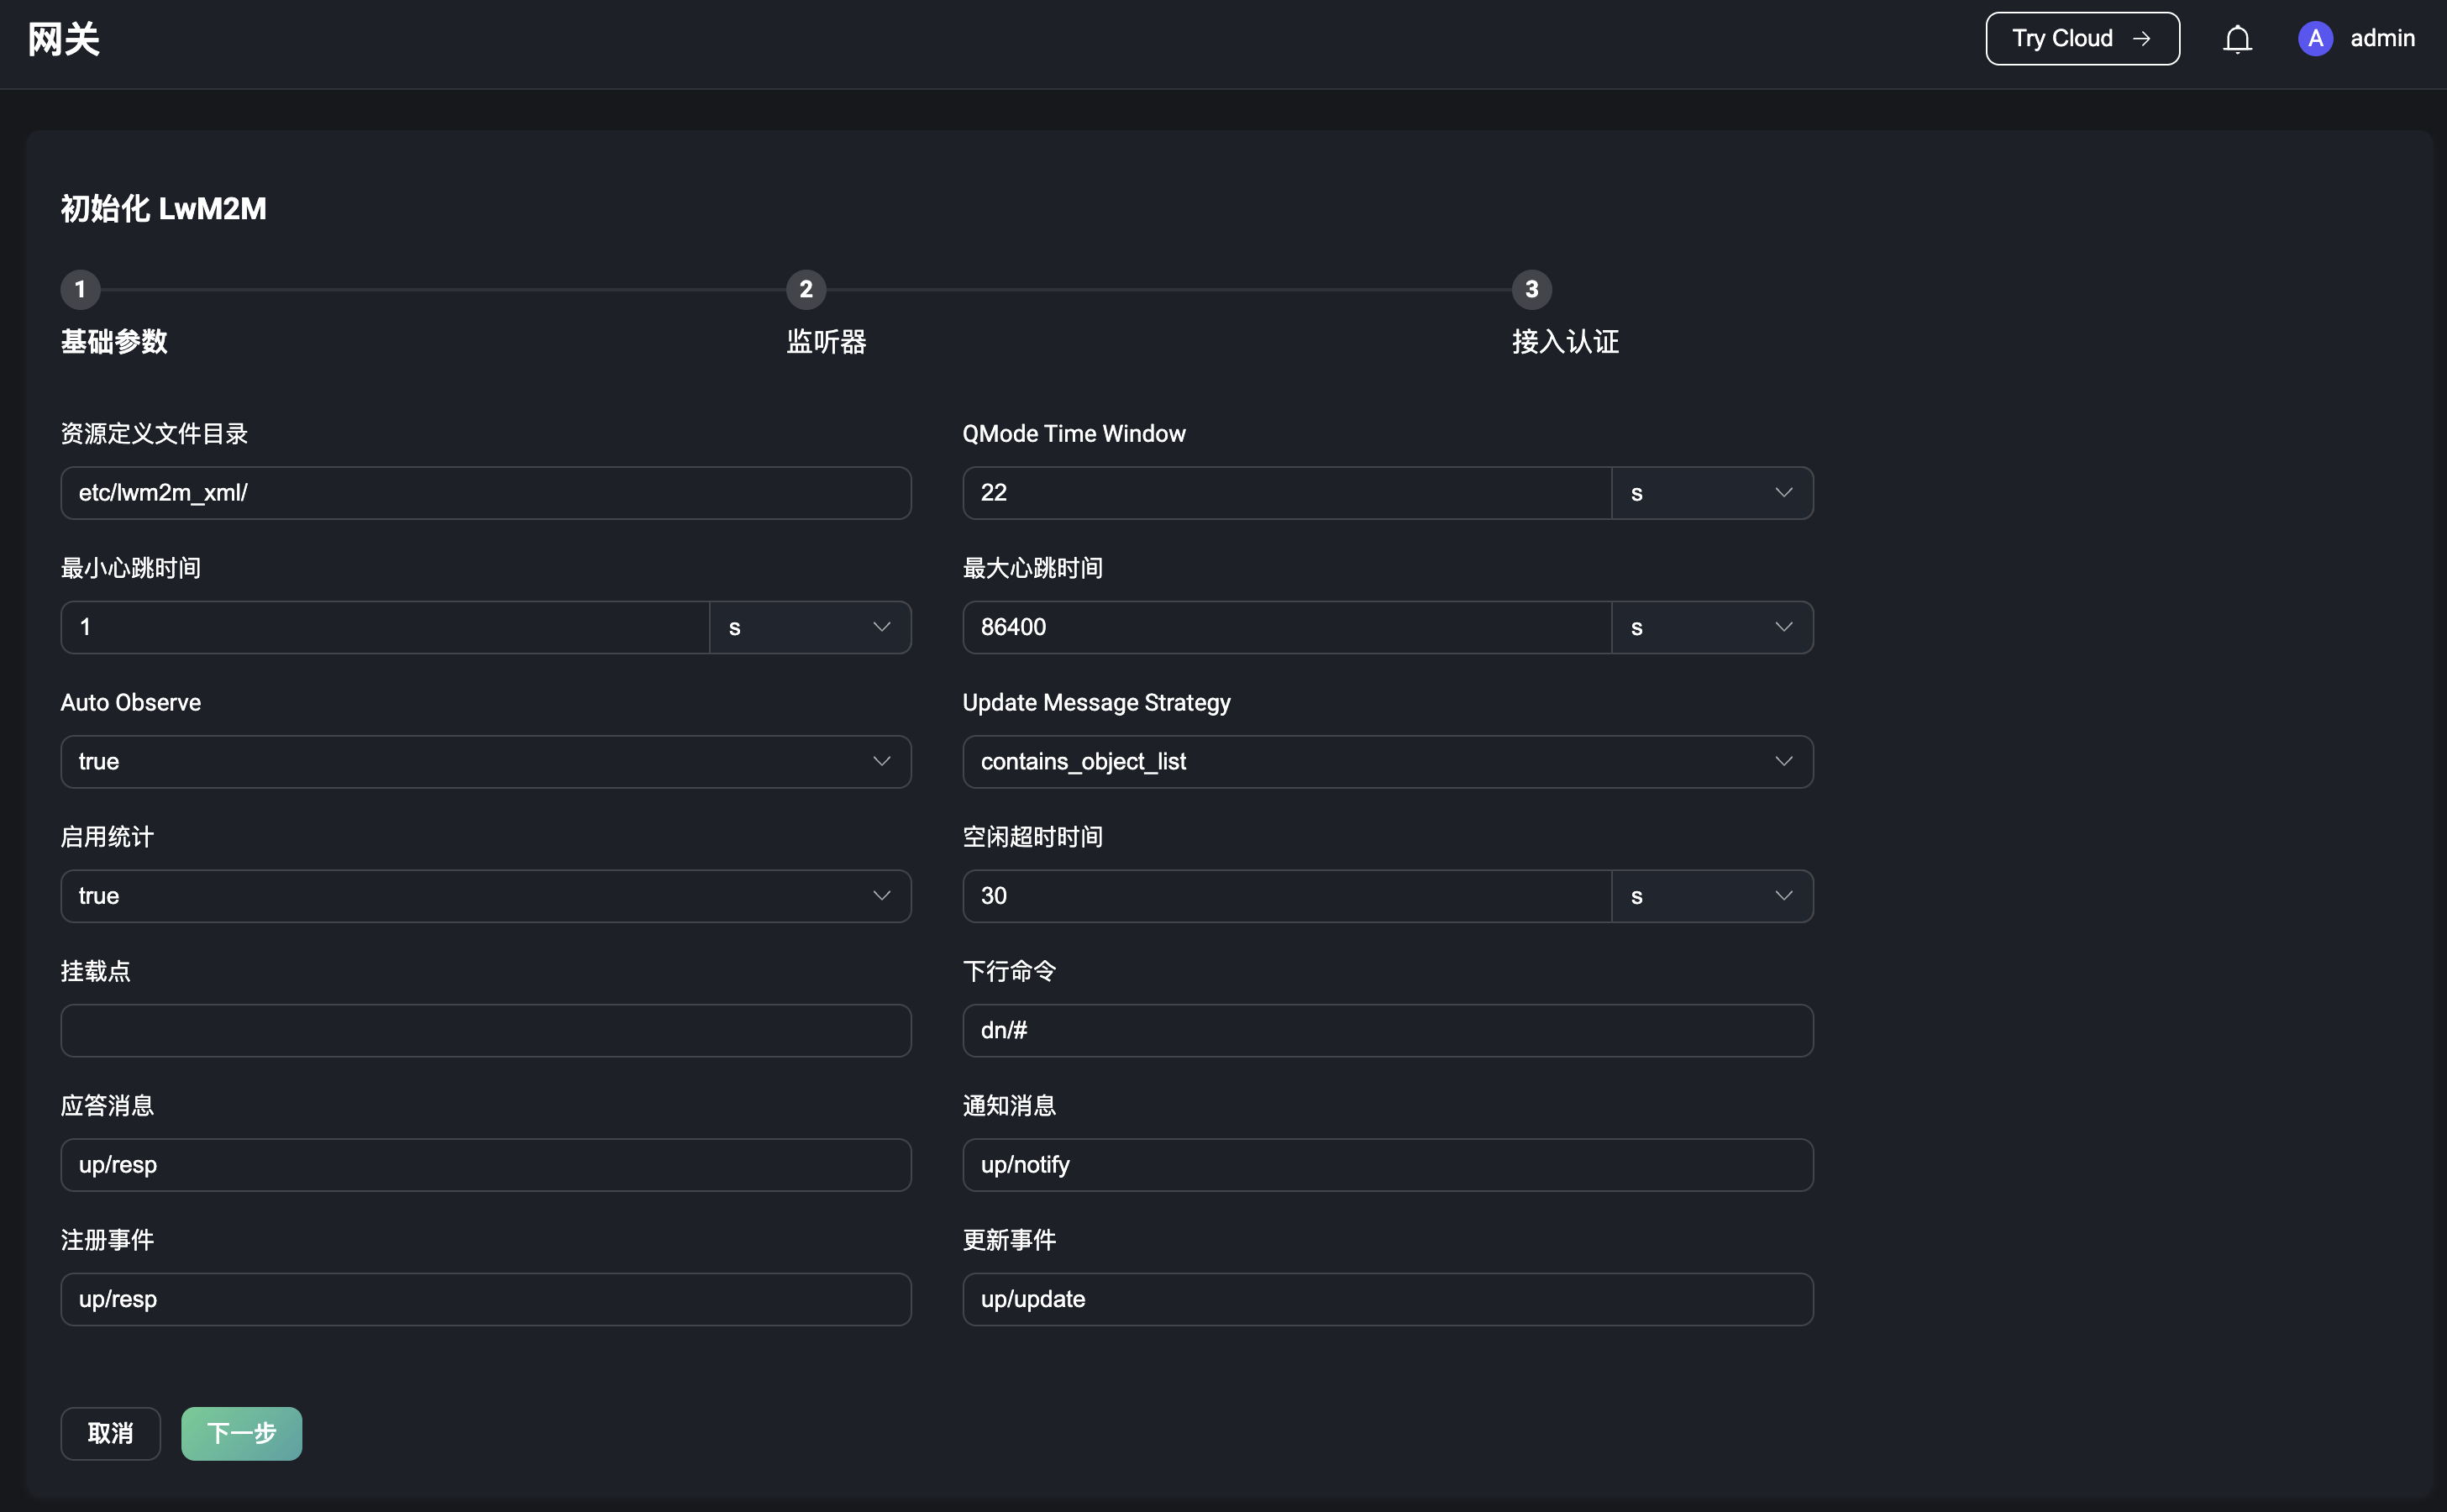 网关
Try Cloud →
A admin
初始化 LwM2M
1 2 3
基础参数 监听器 接入认证
资源定义文件目录 QMode Time Window
etc/lwm2m_xml/ 22 s
最小心跳时间 最大心跳时间
1 s 86400 s
Auto Observe Update Message Strategy
true contains_object_list
启用统计 空闲超时时间
true 30 s
挂载点 下行命令
dn/#
应答消息 通知消息
up/resp up/notify
注册事件 更新事件
up/resp up/update
取消 下一步